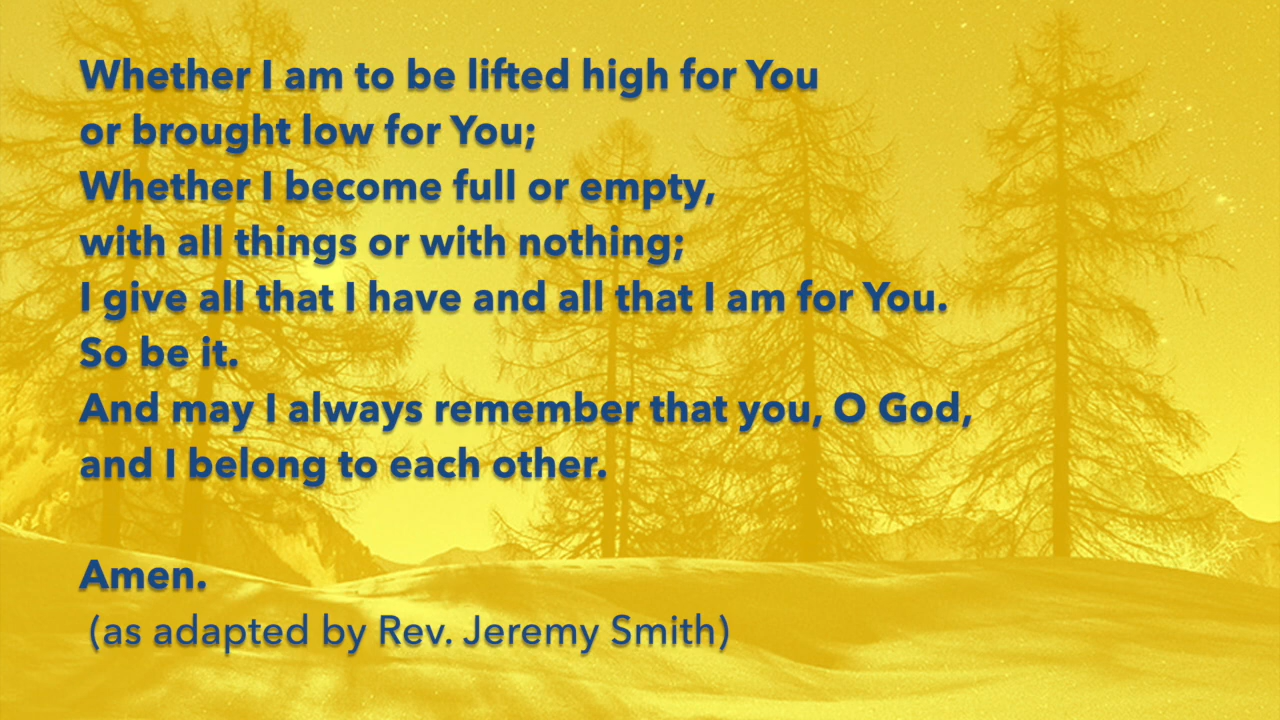 Whether I am to be lifted high for You
or brought low for You;
Whether I become full or empty,
with all things or with nothing;
I give all that I have and all that I am for You.
So be it.
And may I always remember that you, O God,
and I belong to each other.
Amen.
(as adapted by Rev. Jeremy Smith)